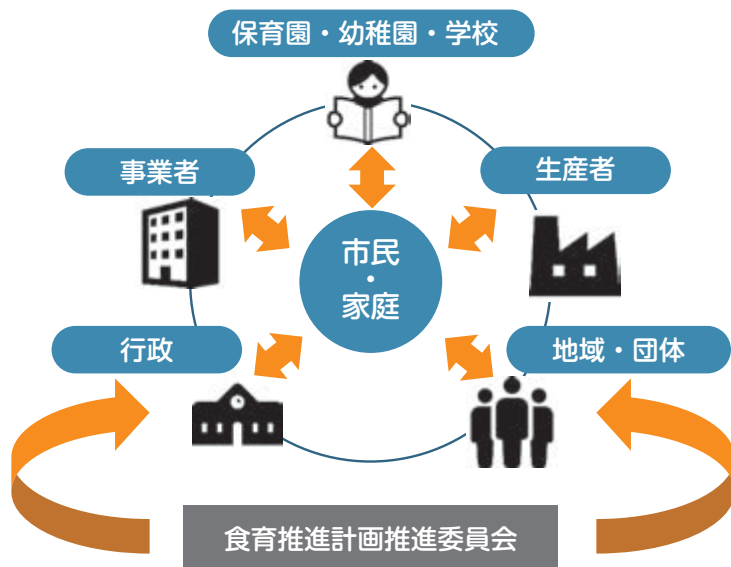 保育園・幼稚園・学校
事業者
生産者
市民
・
家庭
行政
地域・団体
食育推進計画推進委員会